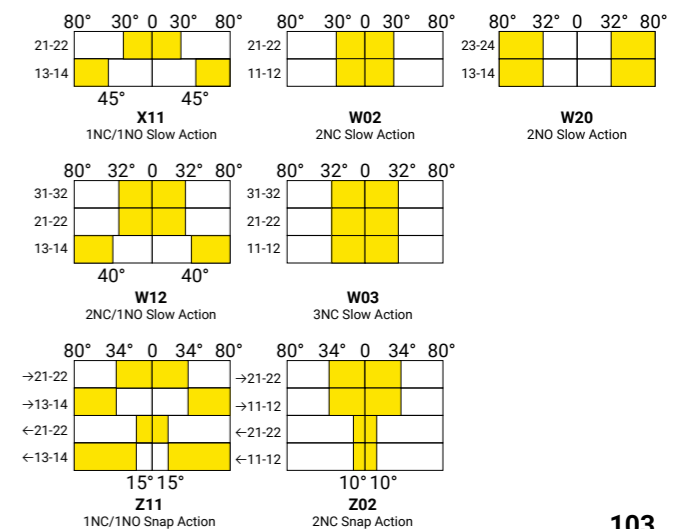 80° 30° 0 30° 80°
21-22
13-14
45° 45°
X11
1NC/1NO Slow Action
80° 30° 0 30° 80°
21-22
11-12
W02
2NC Slow Action
80° 32° 0 32° 80°
23-24
13-14
W20
2NO Slow Action
80° 32° 0 32° 80°
31-32
21-22
13-14
40° 40°
W12
2NC/1NO Slow Action
80° 32° 0 32° 80°
31-32
21-22
11-12
W03
3NC Slow Action
80° 34° 0 34° 80°
→21-22
→13-14
←21-22
←13-14
15° 15°
Z11
1NC/1NO Snap Action
80° 34° 0 34° 80°
→21-22
→11-12
←21-22
←11-12
10° 10°
Z02
2NC Snap Action
103